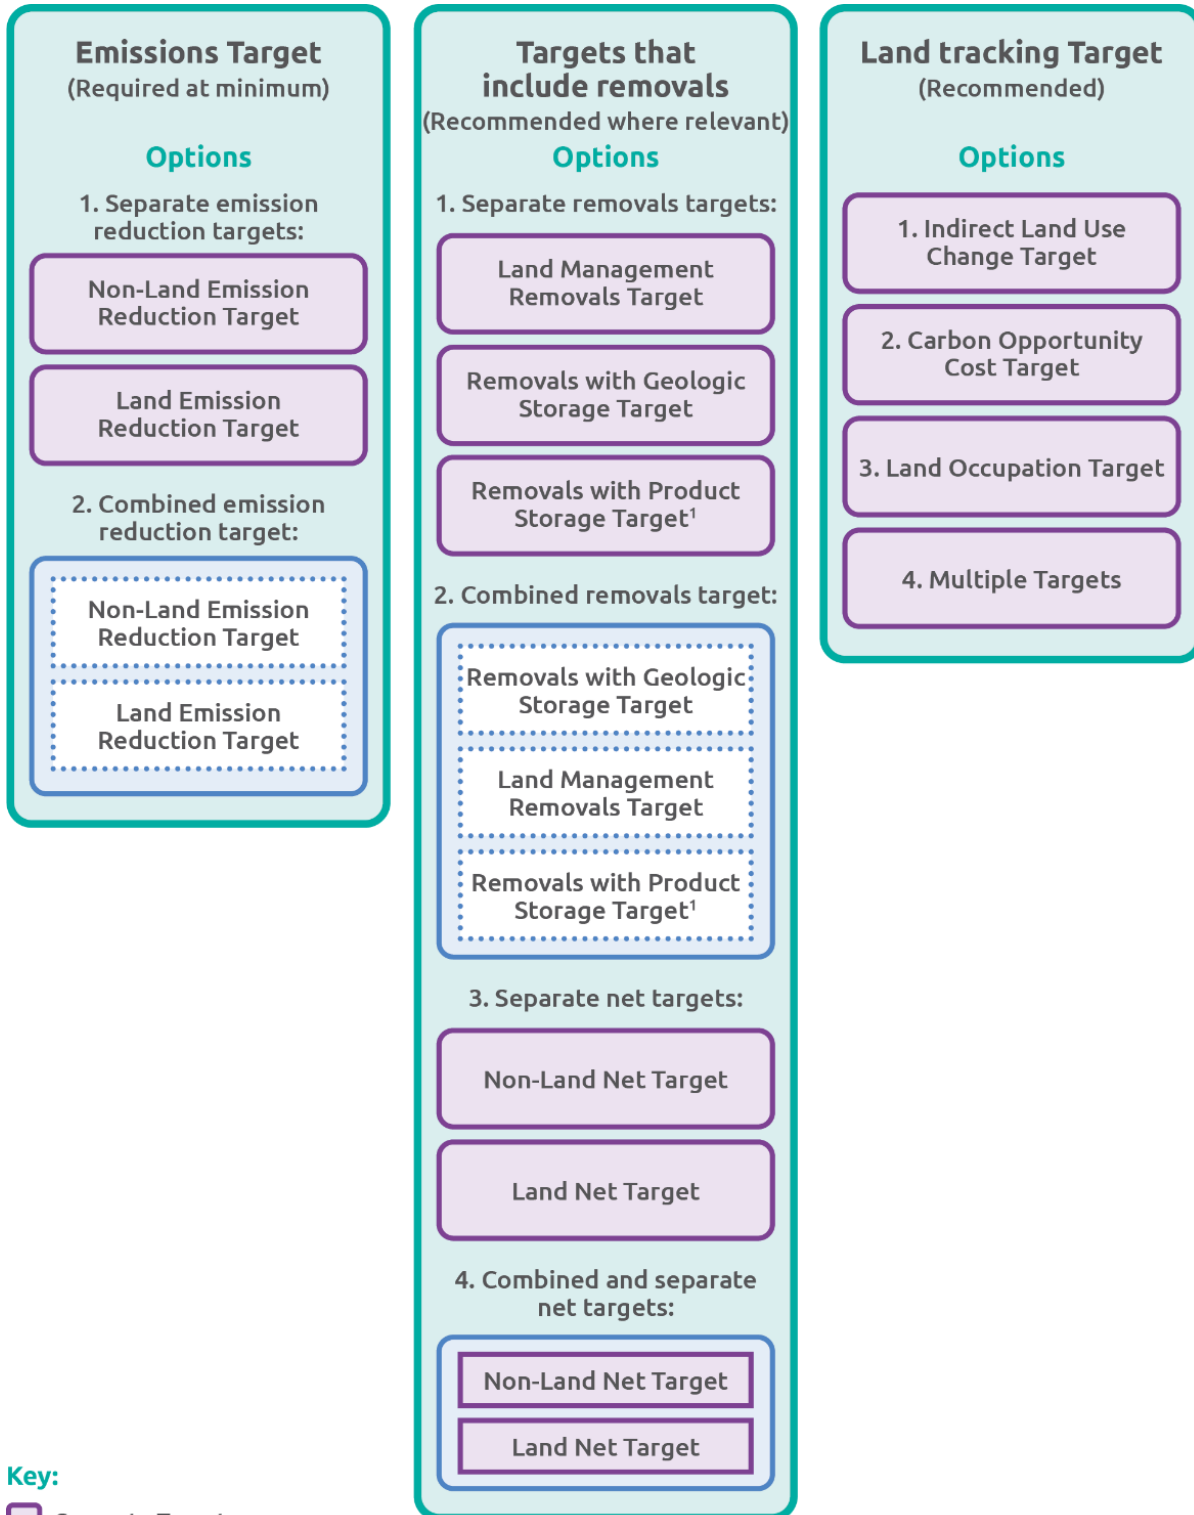 Emissions Target
(Required at minimum)
Options
1. Separate emission
reduction targets:
Non-Land Emission
Reduction Target
Land Emission
Reduction Target
2. Combined emission
reduction target:
Non-Land Emission
Reduction Target
Land Emission
Reduction Target
Targets that
include removals
(Recommended where relevant)
Options
1. Separate removals targets:
Land Management
Removals Target
Removals with Geologic
Storage Target
Removals with Product
Storage Target¹
2. Combined removals target:
Removals with Geologic
Storage Target
Land Management
Removals Target
Removals with Product
Storage Target¹
3. Separate net targets:
Non-Land Net Target
Land Net Target
4. Combined and separate
net targets:
Non-Land Net Target
Land Net Target
Land tracking Target
(Recommended)
Options
1. Indirect Land Use
Change Target
2. Carbon Opportunity
Cost Target
3. Land Occupation Target
4. Multiple Targets
Key: